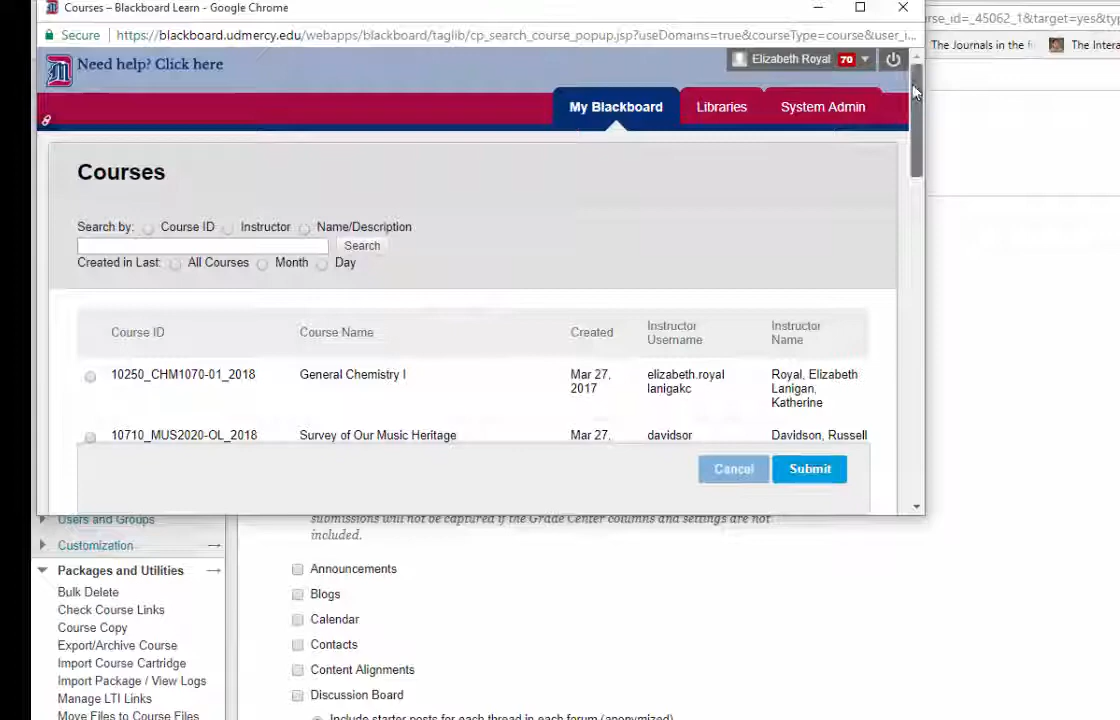 Courses – Blackboard Learn - Google Chrome
Secure https://blackboard.udmercy.edu/webapps/blackboard/taglib/cp_search_course_popup.jsp?useDomains=true&courseType=course&user_i...
rse_id=_45062_1&target=yes&typ
The Journals in the
The Intera
Need help? Click here
Elizabeth Royal 70
My Blackboard Libraries System Admin
Courses
Search by: Course ID Instructor Name/Description
Search
Created in Last: All Courses Month Day
Course ID Course Name Created Instructor Username Instructor Name
10250_CHM1070-01_2018 General Chemistry I Mar 27, 2017 elizabeth.royal lanigakc Royal, Elizabeth Lanigan, Katherine
10710_MUS2020-OL_2018 Survey of Our Music Heritage Mar 27, davidsor Davidson, Russell
Cancel Submit
submissions will not be captured if the Grade Center columns and settings are not
included.
Users and Groups
Customization
Packages and Utilities
Bulk Delete
Check Course Links
Course Copy
Export/Archive Course
Import Course Cartridge
Import Package / View Logs
Manage LTI Links
Move Files to Course Files
Announcements
Blogs
Calendar
Contacts
Content Alignments
Discussion Board
Include starter posts for each thread in each forum (anonymized)